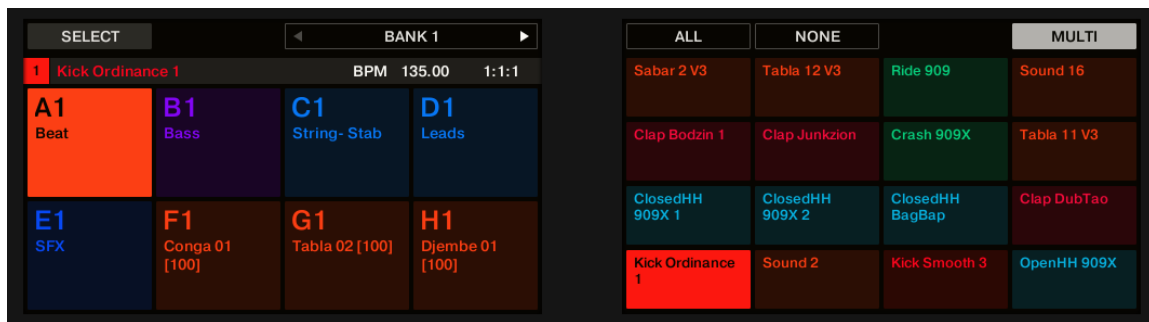 SELECT
BANK 1
1 Kick Ordinance 1 BPM 135.00 1:1:1
A1
Beat
B1
Bass
C1
String- Stab
D1
Leads
E1
SFX
F1
Conga 01
[100]
G1
Tabla 02 [100]
H1
Djembe 01
[100]
ALL
NONE
MULTI
Sabar 2 V3
Tabla 12 V3
Ride 909
Sound 16
Clap Bodzin 1
Clap Junkzion
Crash 909X
Tabla 11 V3
ClosedHH
909X 1
ClosedHH
909X 2
ClosedHH
BagBap
Clap DubTao
Kick Ordinance
1
Sound 2
Kick Smooth 3
OpenHH 909X